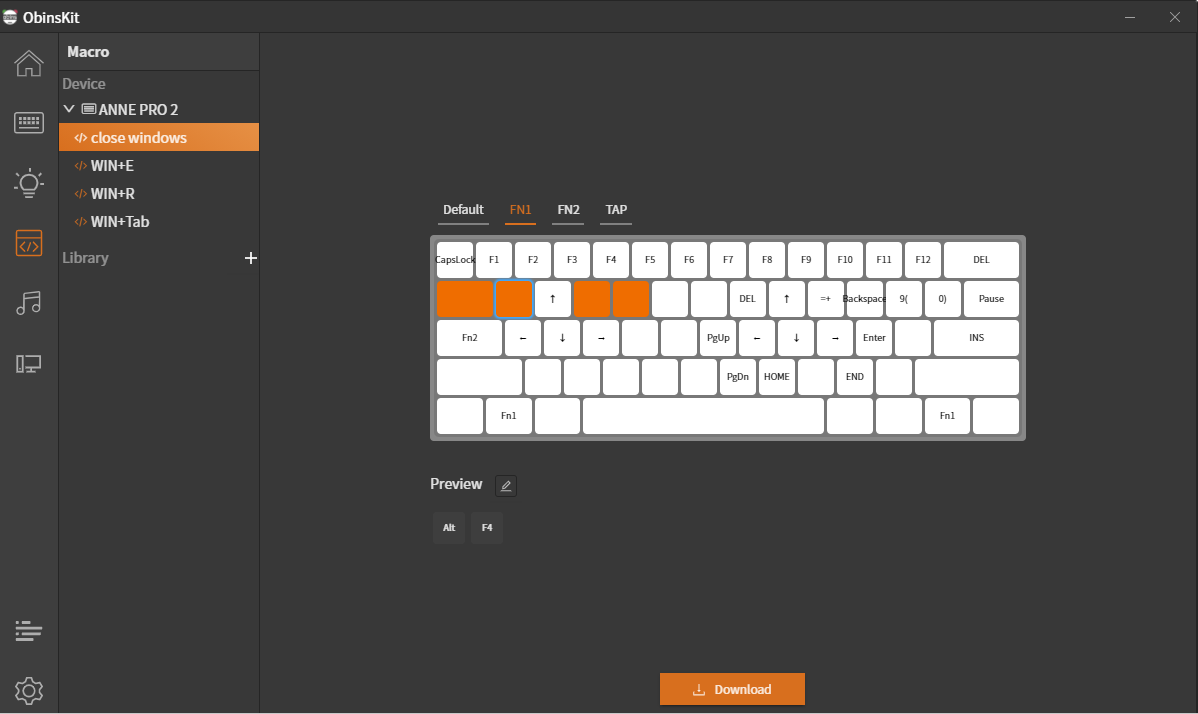 ObinsKit
Macro
Device
ANNE PRO 2
</> close windows
</> WIN+E
</> WIN+R
</> WIN+Tab
Library +
Default FN1 FN2 TAP
CapsLock F1 F2 F3 F4 F5 F6 F7 F8 F9 F10 F11 F12 DEL
↑ DEL ↑ =+ Backspace 9( 0) Pause
Fn2 ← ↓ → PgUp ← ↓ → Enter INS
PgDn HOME END
Fn1 Fn1
Preview
Alt F4
Download